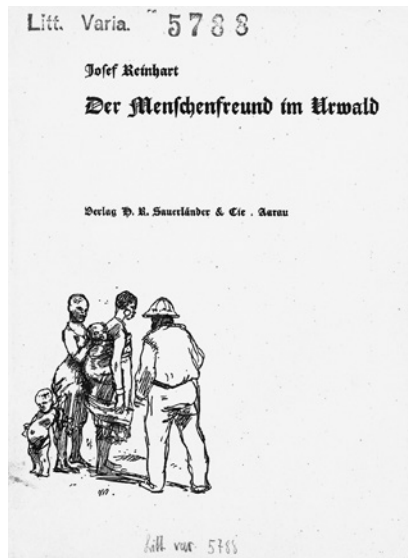 Litt. Varia. 5788
Josef Reinhart
Der Menschenfreund im Urwald
Verlag H. R. Sauerländer & Cie . Aarau
Litt. var. 5788